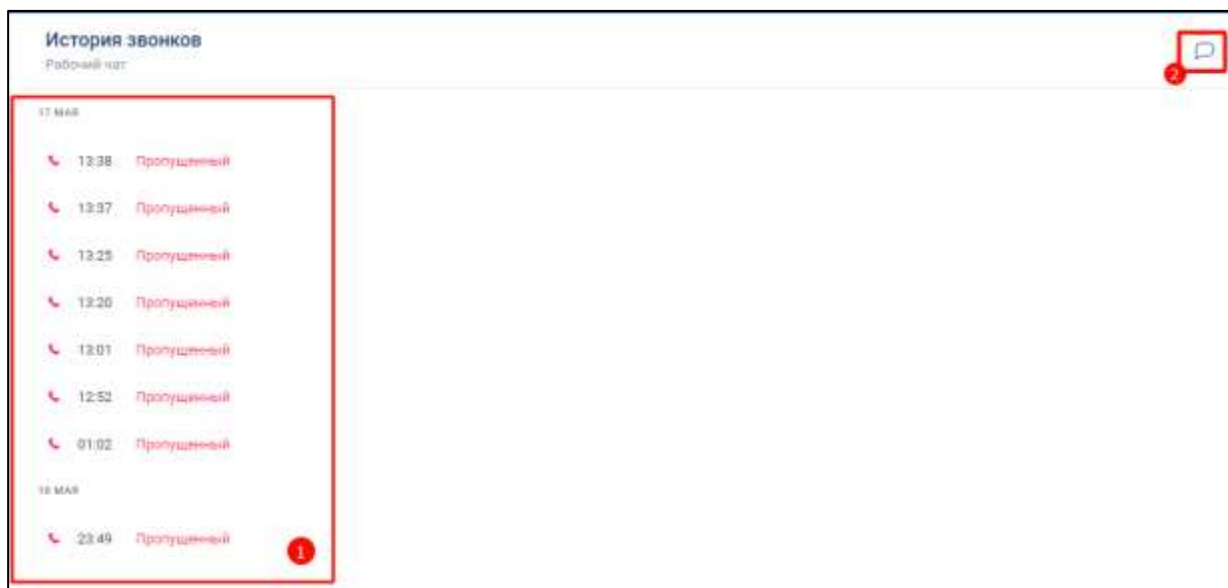 История звонков
Рабочий чат
2
17 МАЯ
13:38 Пропущенный
13:37 Пропущенный
13:25 Пропущенный
13:20 Пропущенный
13:01 Пропущенный
12:52 Пропущенный
01:02 Пропущенный
МАЯ
23:49 Пропущенный
1